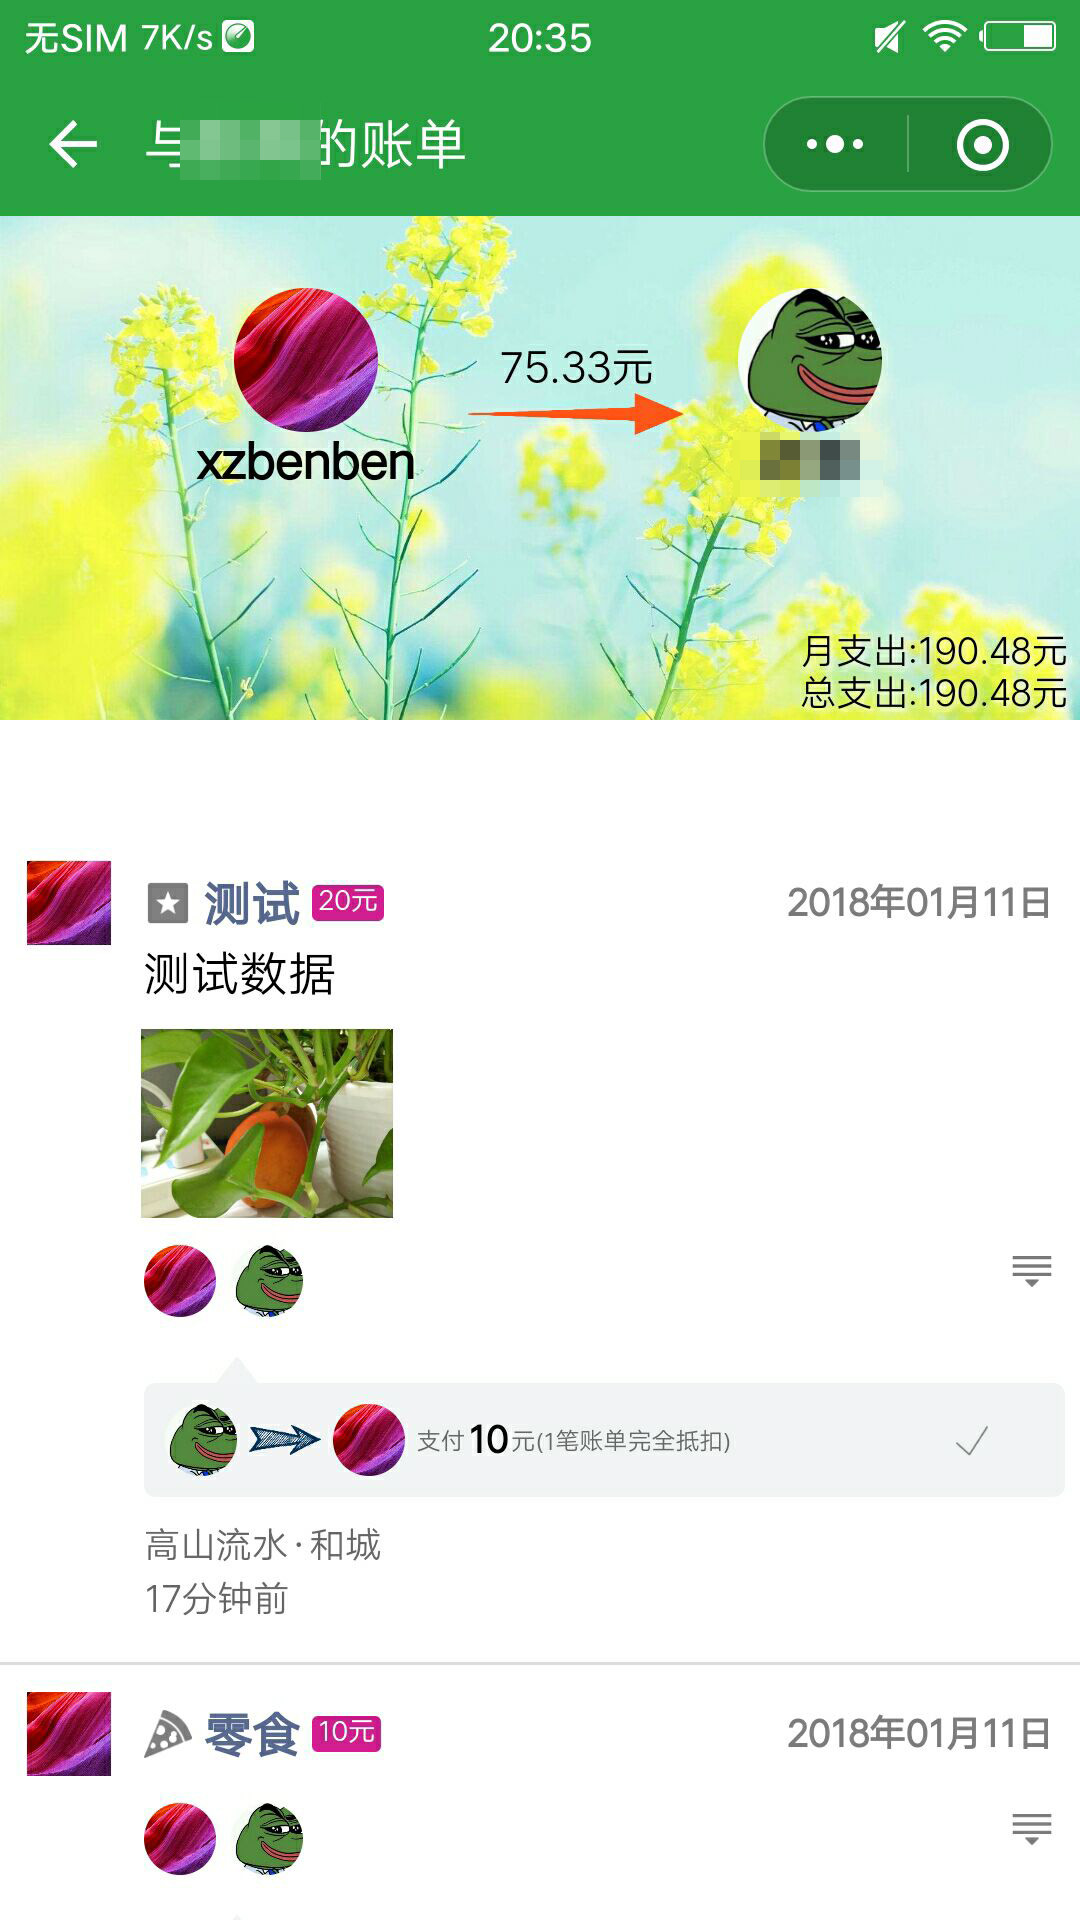 无SIM 7K/s 20:35
与 的账单
75.33元
xzbenben
月支出:190.48元
总支出:190.48元
测试 20元 2018年01月11日
测试数据
支付10元(1笔账单完全抵扣)
高山流水·和城
17分钟前
零食 10元 2018年01月11日